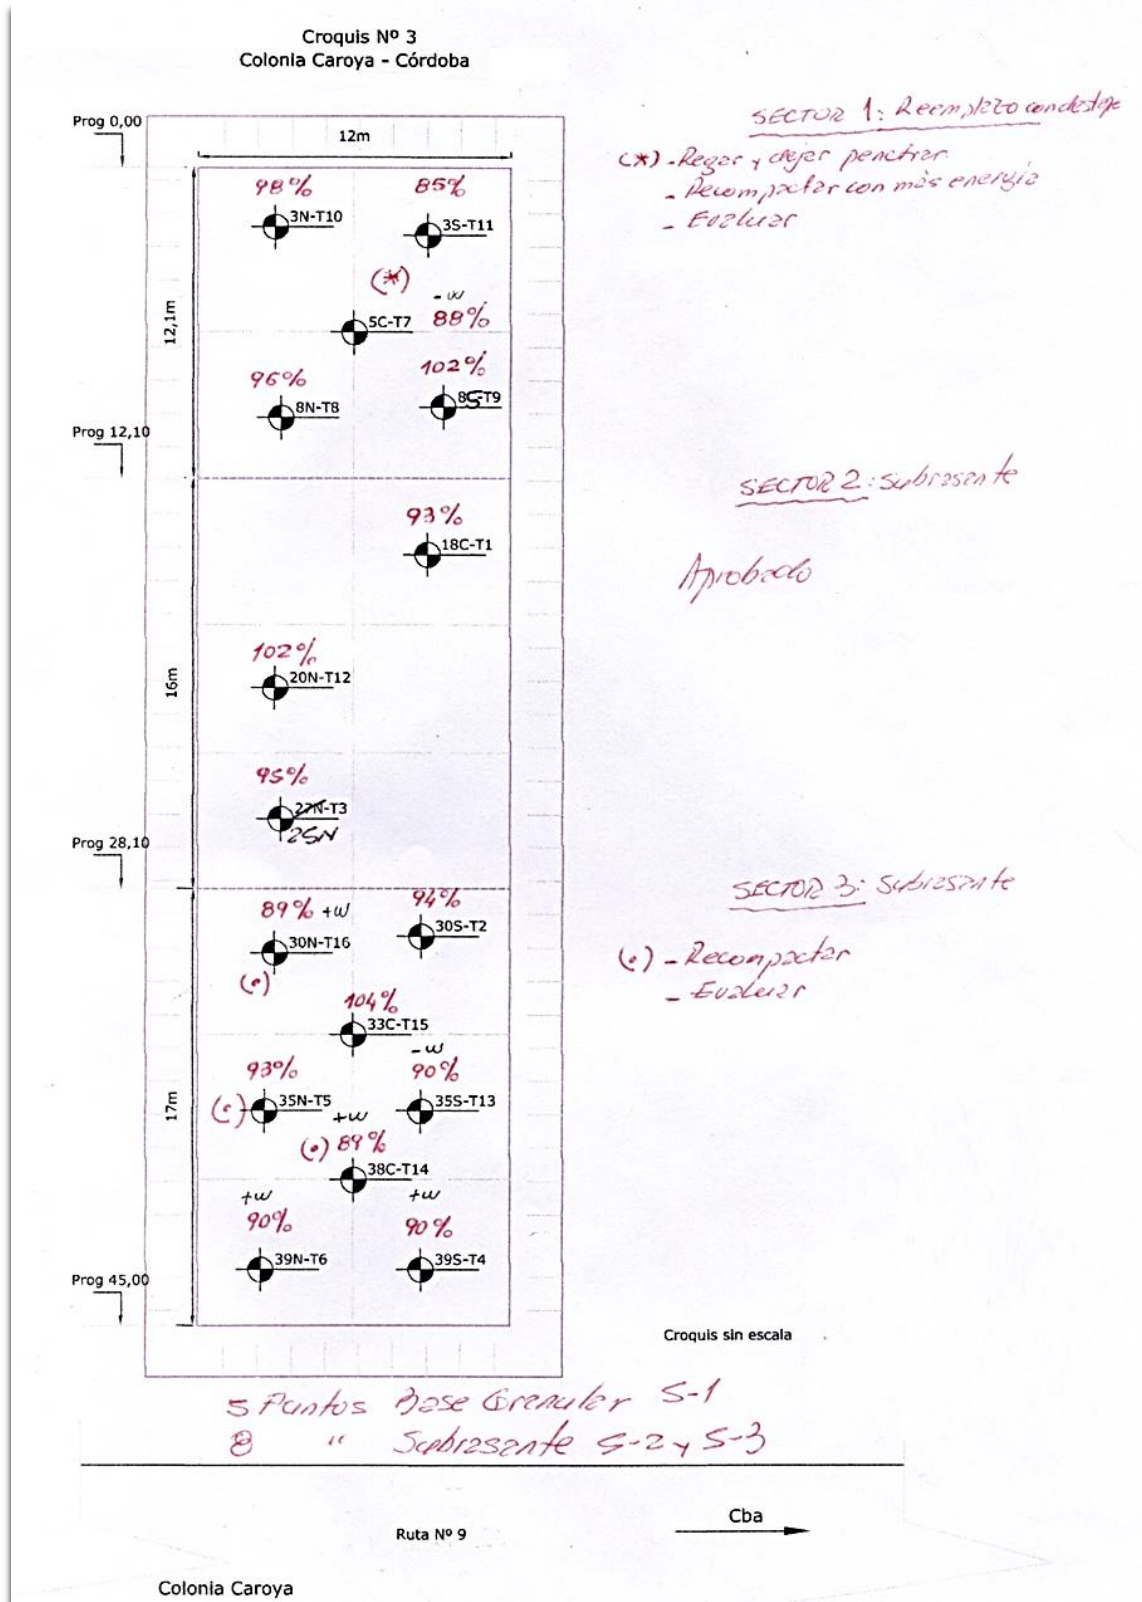 Croquis Nº 3
Colonia Caroya - Córdoba
Prog 0,00
12m
SECTOR 1: Reemplazo con destape
(*) - Regar y dejar penetrar
- Recompactar con más energía
- Evaluar
98%
85%
3N-T10
3S-T11
(*)
12,1m
- w
5C-T7
88%
96%
102%
8N-T8
8S-T9
Prog 12,10
SECTOR 2: Subrasante
93%
18C-T1
Aprobado
102%
20N-T12
16m
95%
27N-T3
25N
Prog 28,10
SECTOR 3: Subrasante
89% +w
94%
30N-T16
30S-T2
(•)
(•) - Recompactar
- Evaluar
104%
33C-T15
- w
93%
90%
17m
(•)
35N-T5
35S-T13
+w
(•) 89%
38C-T14
+w
+w
90%
90%
39N-T6
39S-T4
Prog 45,00
Croquis sin escala
5 Puntos Base Granular S-1
8 " Subrasante S-2 y S-3
Cba
Ruta Nº 9
Colonia Caroya